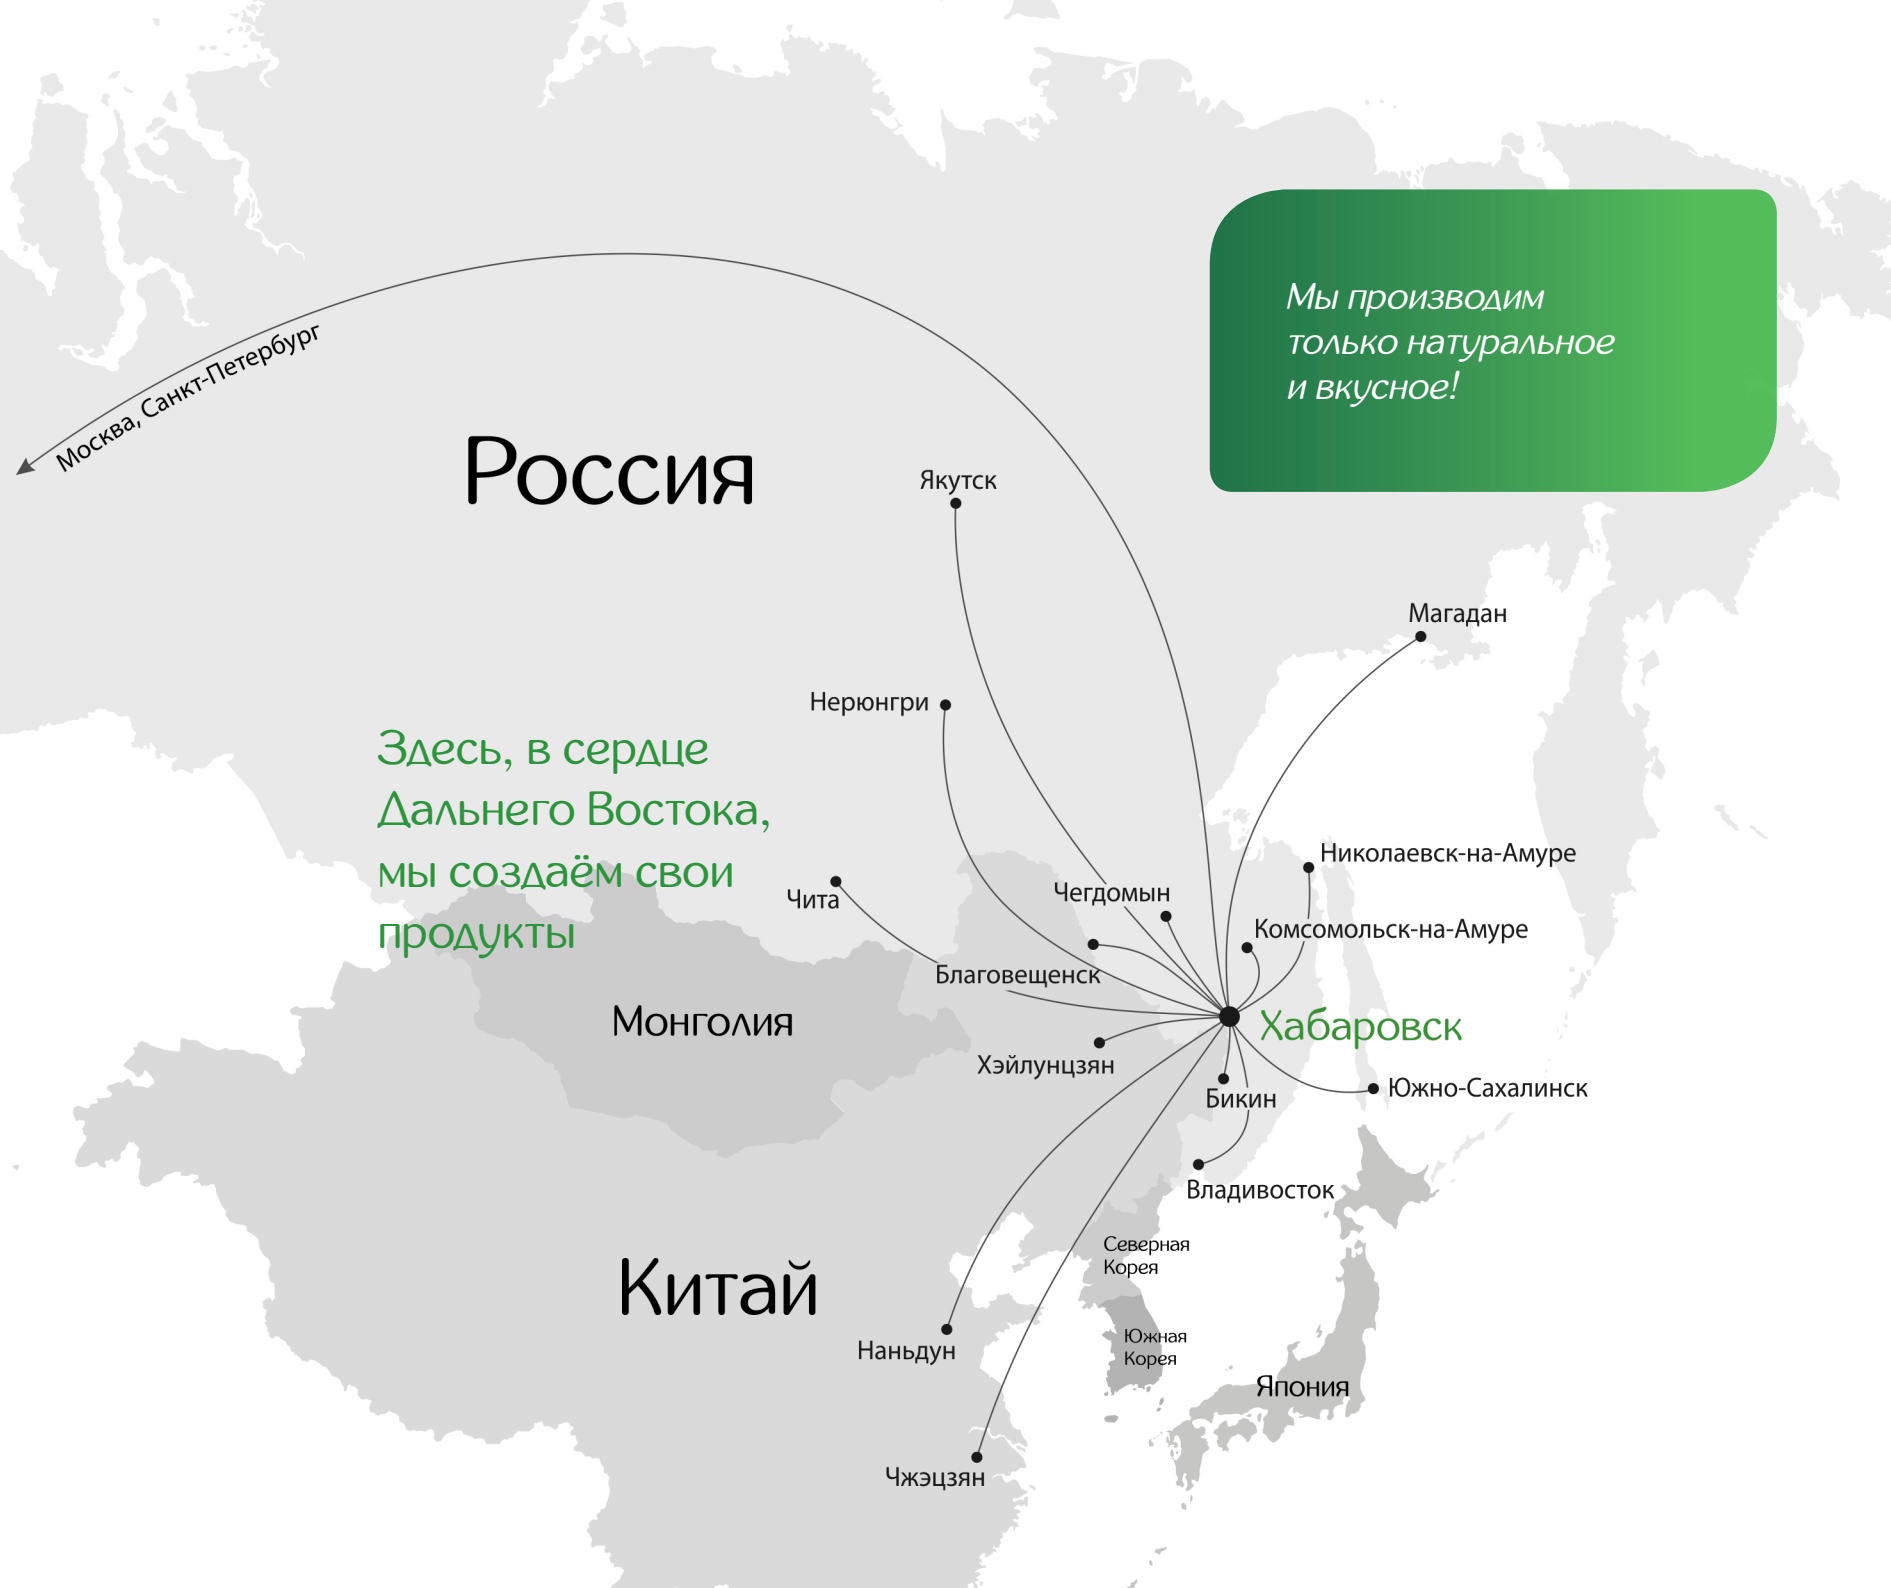 Мы производим
только натуральное
и вкусное!
Москва, Санкт-Петербург
Россия
Якутск
Магадан
Нерюнгри
Здесь, в сердце
Дальнего Востока,
мы создаём свои
продукты
Николаевск-на-Амуре
Чегдомын
Чита
Комсомольск-на-Амуре
Благовещенск
Монголия
Хабаровск
Хэйлунцзян
Бикин
Южно-Сахалинск
Владивосток
Северная
Корея
Китай
Южная
Корея
Наньдун
Япония
Чжэцзян